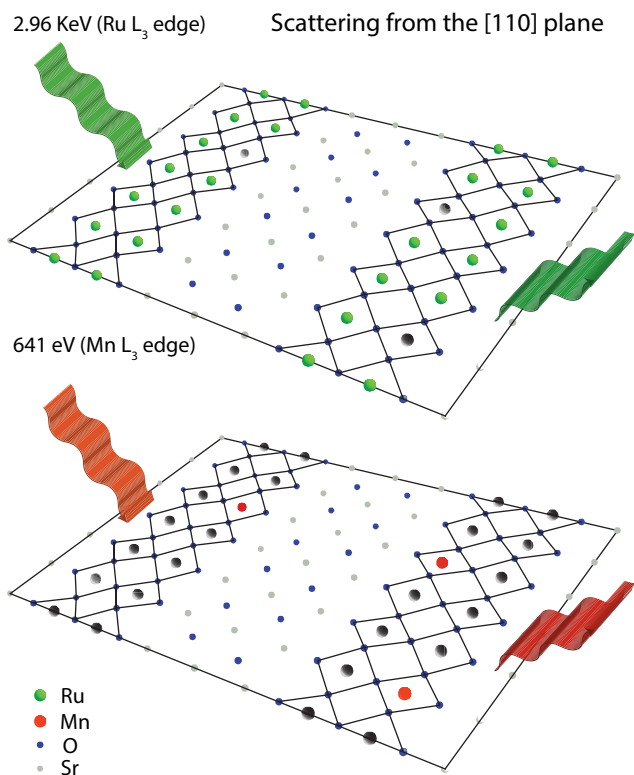 2.96 KeV (Ru L3 edge)
Scattering from the [110] plane
641 eV (Mn L3 edge)
Ru
Mn
O
Sr